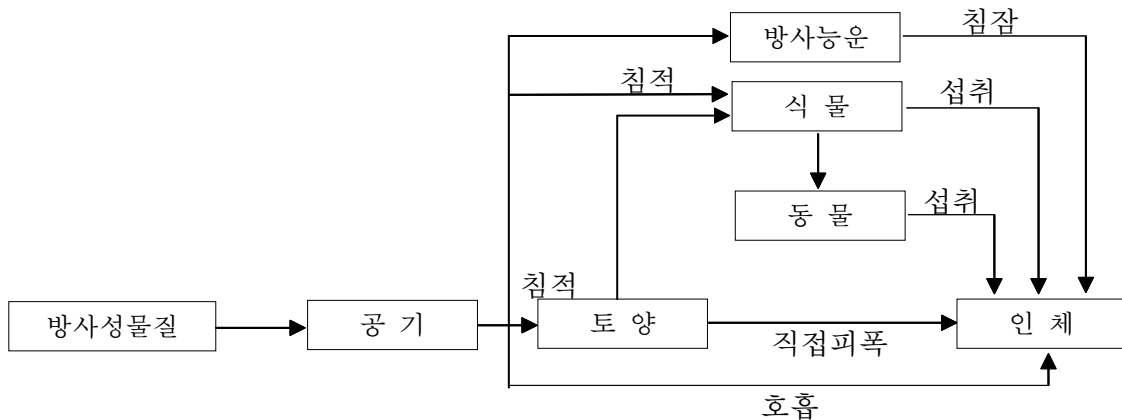 방사능운
침잠
침적
식 물
섭취
동 물
섭취
침적
방사성물질
공 기
토 양
직접피폭
인 체
호흡